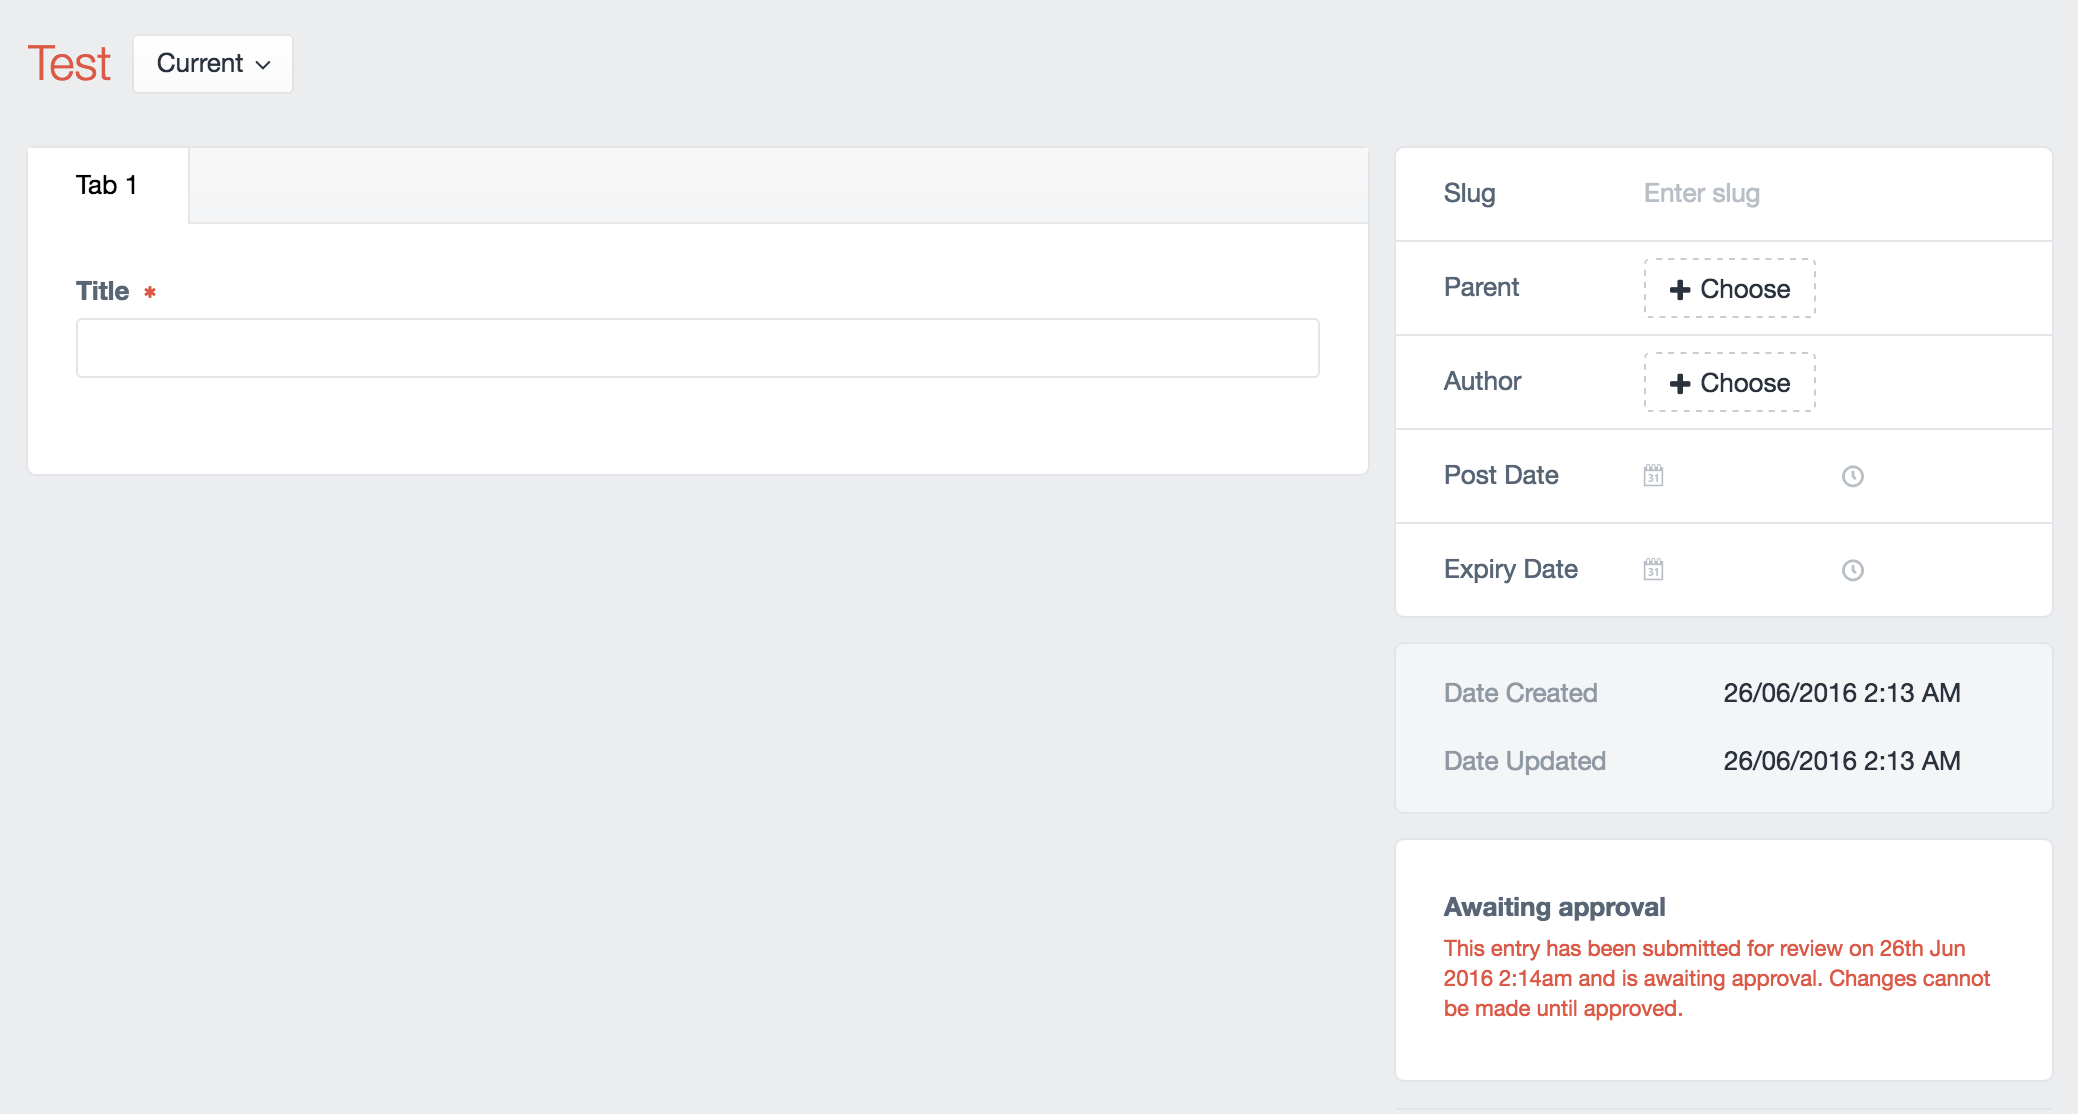 Test
Current
Tab 1
Title *
Slug Enter slug
Parent Choose
Author Choose
Post Date 31
Expiry Date 31
Date Created 26/06/2016 2:13 AM
Date Updated 26/06/2016 2:13 AM
Awaiting approval
This entry has been submitted for review on 26th Jun
2016 2:14am and is awaiting approval. Changes cannot
be made until approved.